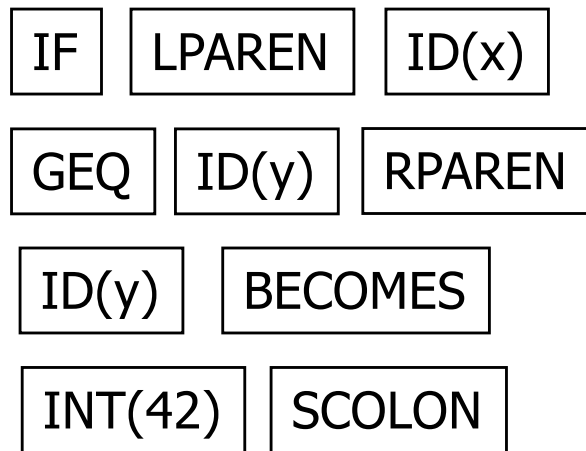 IF LPAREN ID(x)
GEQ ID(y) RPAREN
ID(y) BECOMES
INT(42) SCOLON